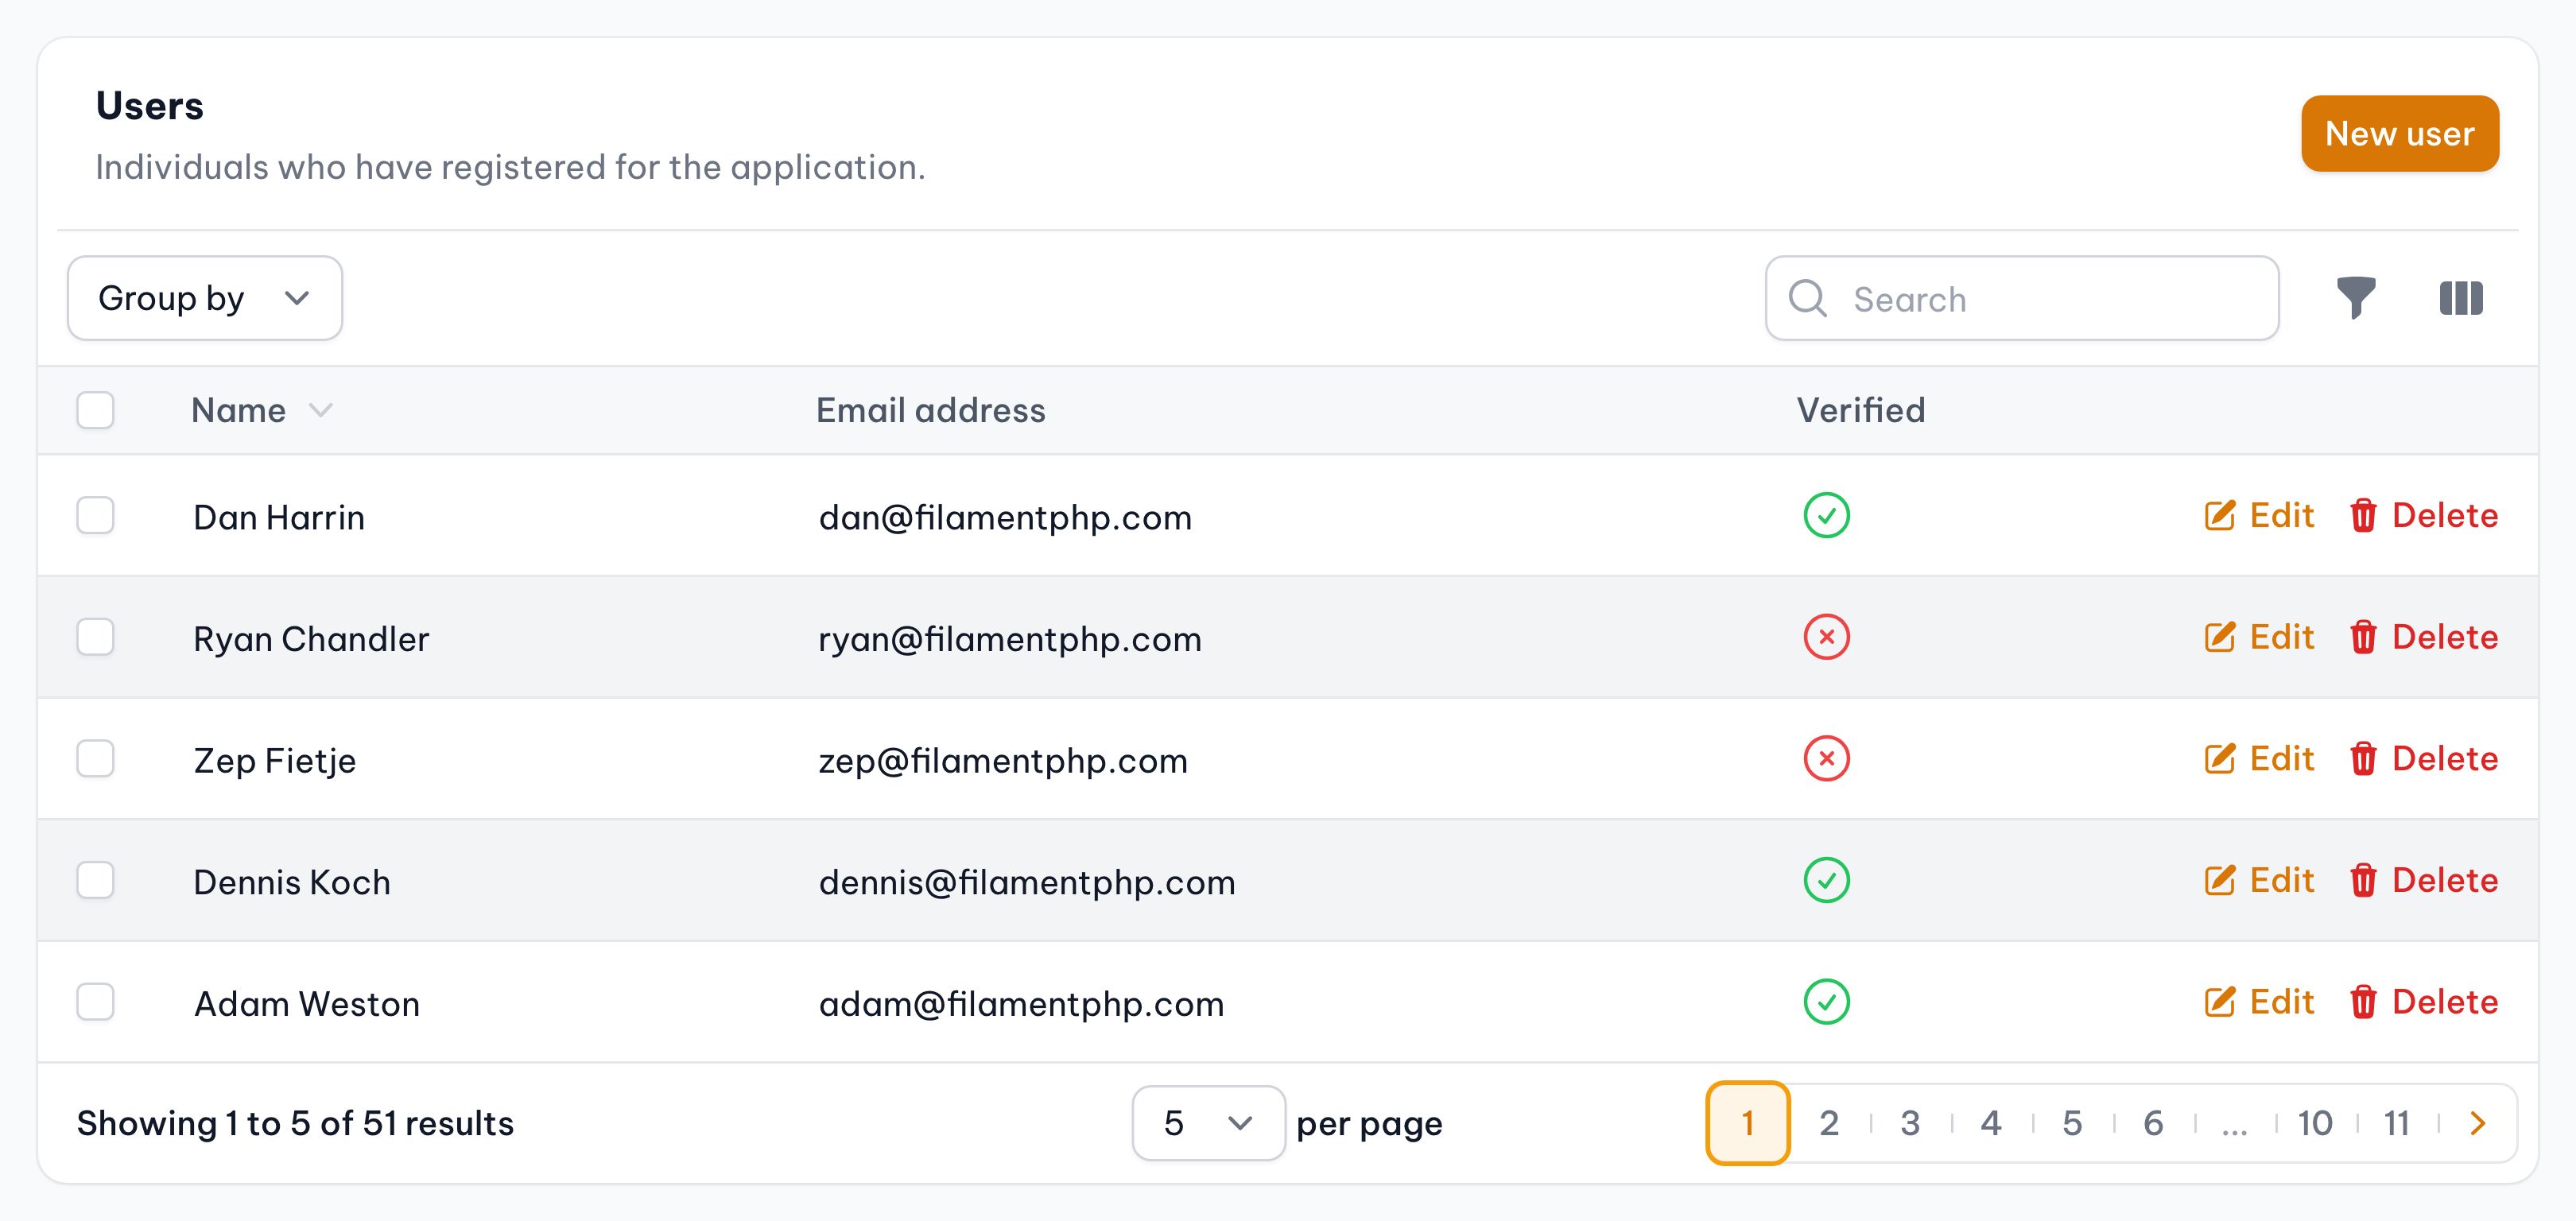 Users
New user
Individuals who have registered for the application.
Group by
Search
Name Email address Verified
Dan Harrin dan@filamentphp.com Edit Delete
Ryan Chandler ryan@filamentphp.com Edit Delete
Zep Fietje zep@filamentphp.com Edit Delete
Dennis Koch dennis@filamentphp.com Edit Delete
Adam Weston adam@filamentphp.com Edit Delete
Showing 1 to 5 of 51 results 5 per page 1 2 3 4 5 6 ... 10 11